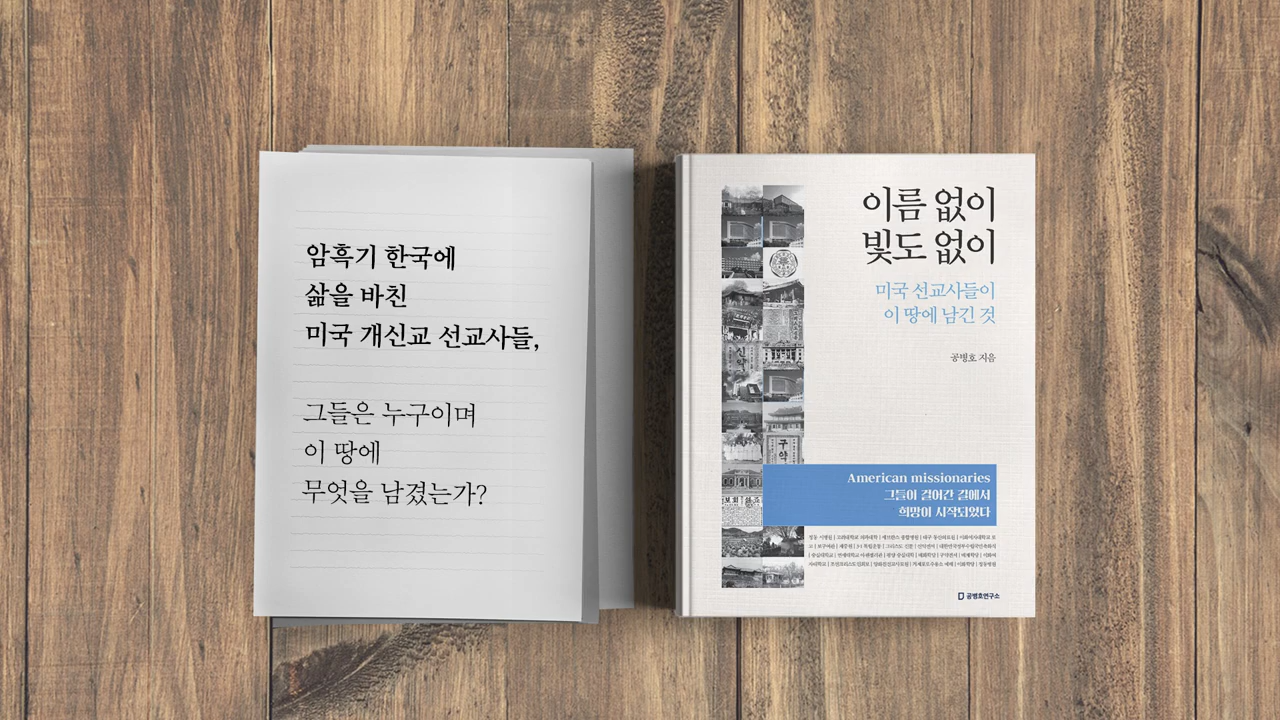 암흑기 한국에
삶을 바친
미국 개신교 선교사들,
그들은 누구이며
이 땅에
무엇을 남겼는가?
이름 없이
빛도 없이
미국 선교사들이
이 땅에 남긴 것
공병호 지음
신약
구약
American missionaries
그들이 걸어간 길에서
희망이 시작되었다
공병호연구소